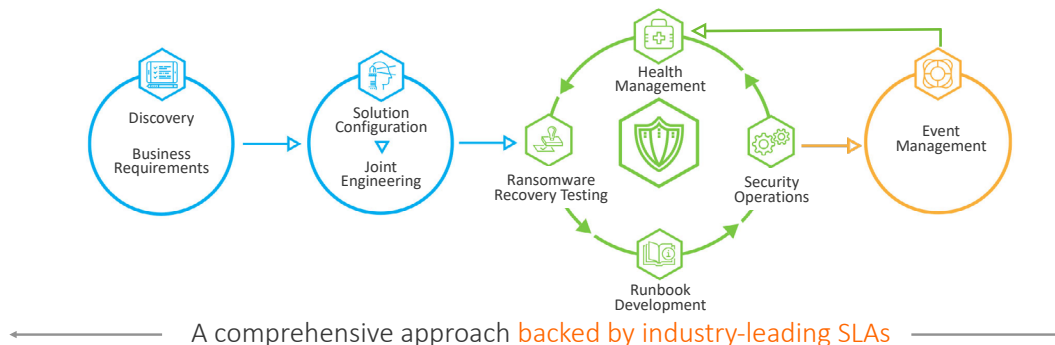 Discovery
Business
Requirements
Solution
Configuration
Joint
Engineering
Health
Management
Ransomware
Recovery Testing
Security
Operations
Runbook
Development
Event
Management
A comprehensive approach backed by industry-leading SLAs